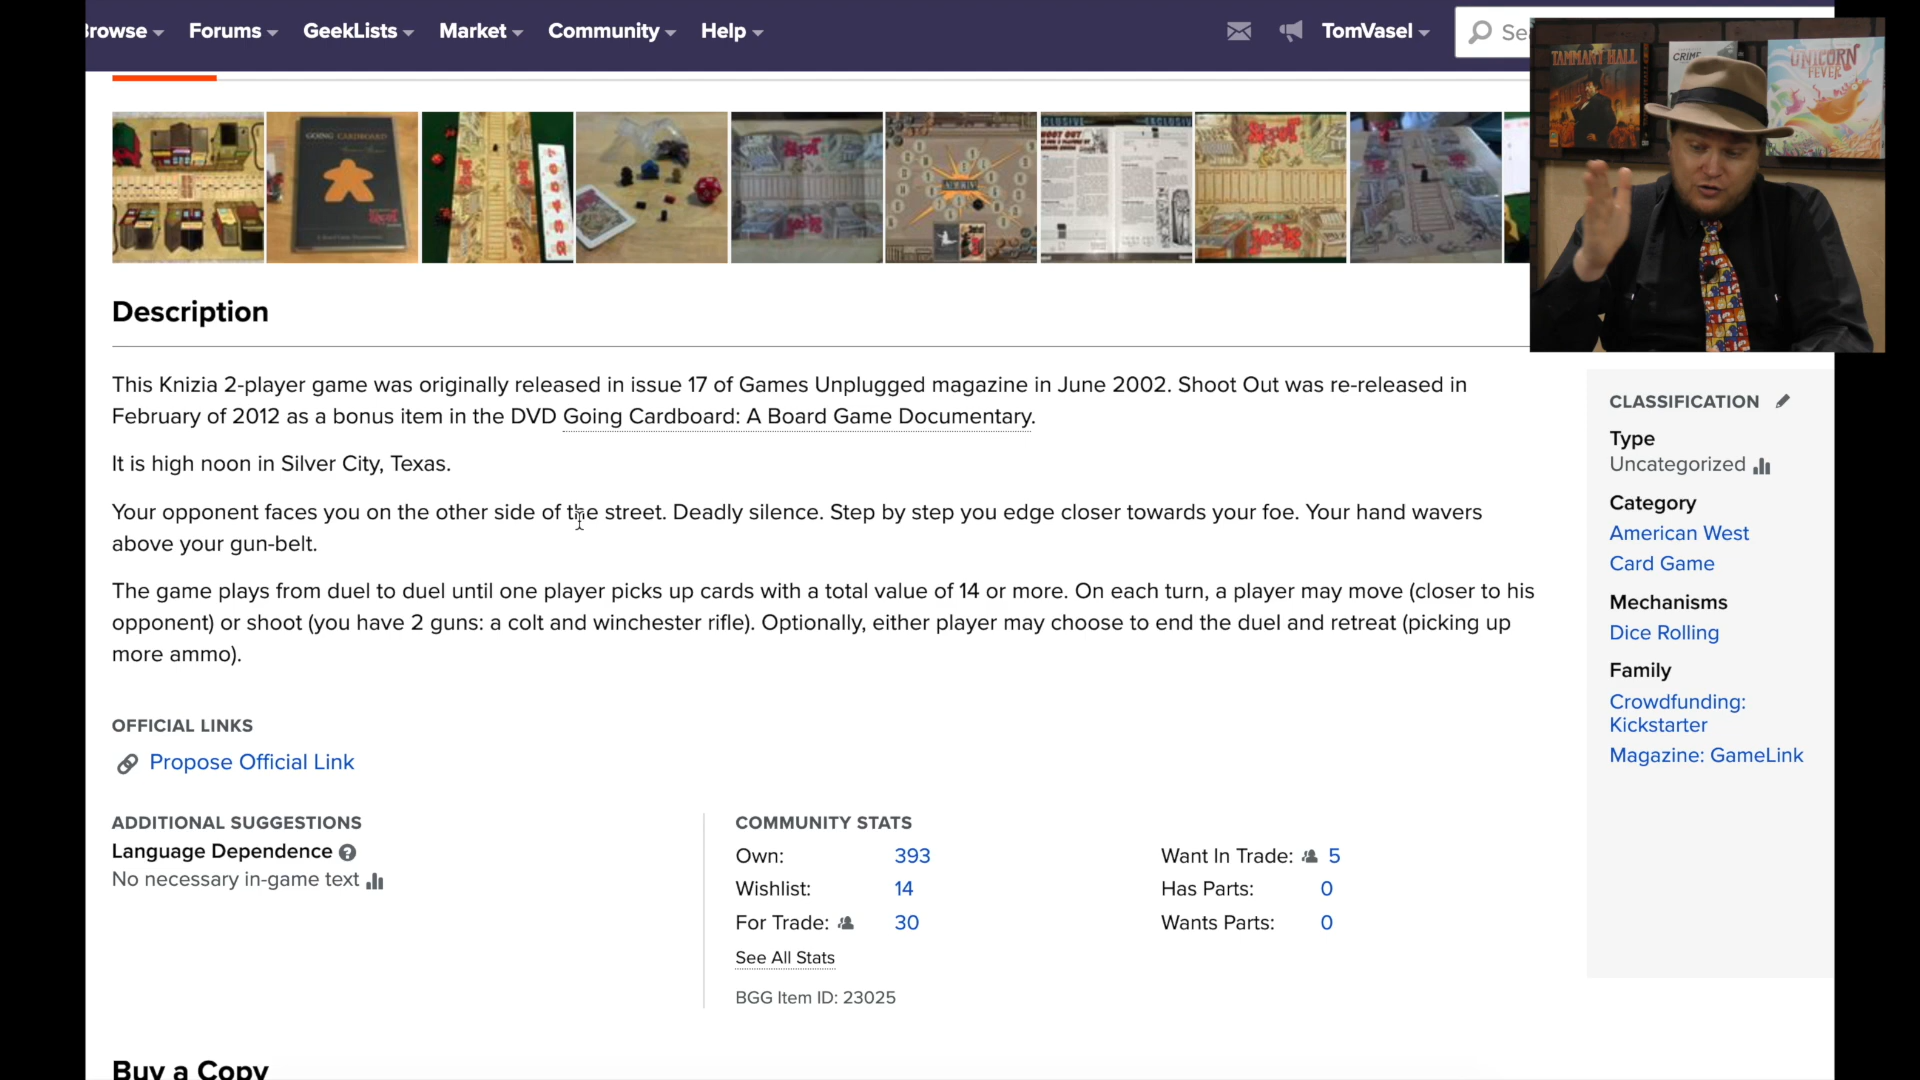 Browse Forums GeekLists Market Community Help TomVasel Se
TAMMANY HALL
CRIME
UNICORN
FEVER
GOING CARDBOARD
Description
This Knizia 2-player game was originally released in issue 17 of Games Unplugged magazine in June 2002. Shoot Out was re-released in
February of 2012 as a bonus item in the DVD Going Cardboard: A Board Game Documentary.
It is high noon in Silver City, Texas.
Your opponent faces you on the other side of the street. Deadly silence. Step by step you edge closer towards your foe. Your hand wavers
above your gun-belt.
The game plays from duel to duel until one player picks up cards with a total value of 14 or more. On each turn, a player may move (closer to his
opponent) or shoot (you have 2 guns: a colt and winchester rifle). Optionally, either player may choose to end the duel and retreat (picking up
more ammo).
OFFICIAL LINKS
Propose Official Link
ADDITIONAL SUGGESTIONS
Language Dependence
No necessary in-game text
COMMUNITY STATS
Own: 393
Wishlist: 14
For Trade: 30
See All Stats
BGG Item ID: 23025
Want In Trade: 5
Has Parts: 0
Wants Parts: 0
CLASSIFICATION
Type
Uncategorized
Category
American West
Card Game
Mechanisms
Dice Rolling
Family
Crowdfunding:
Kickstarter
Magazine: GameLink
Buy a Copy